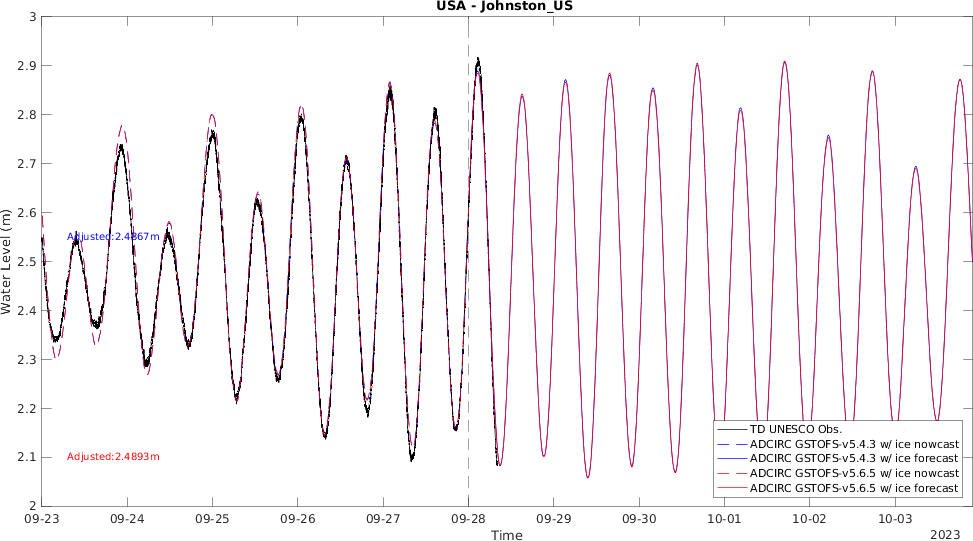 USA - Johnston_US
3
2.9
2.8
2.7
2.6
2.5
2.4
2.3
2.2
2.1
2
Water Level (m)
Adjusted:2.4867m
Adjusted:2.4893m
TD UNESCO Obs.
ADCIRC GSTOFS-v5.4.3 w/ ice nowcast
ADCIRC GSTOFS-v5.4.3 w/ ice forecast
ADCIRC GSTOFS-v5.6.5 w/ ice nowcast
ADCIRC GSTOFS-v5.6.5 w/ ice forecast
09-23 09-24 09-25 09-26 09-27 09-28 09-29 09-30 10-01 10-02 10-03
Time
2023